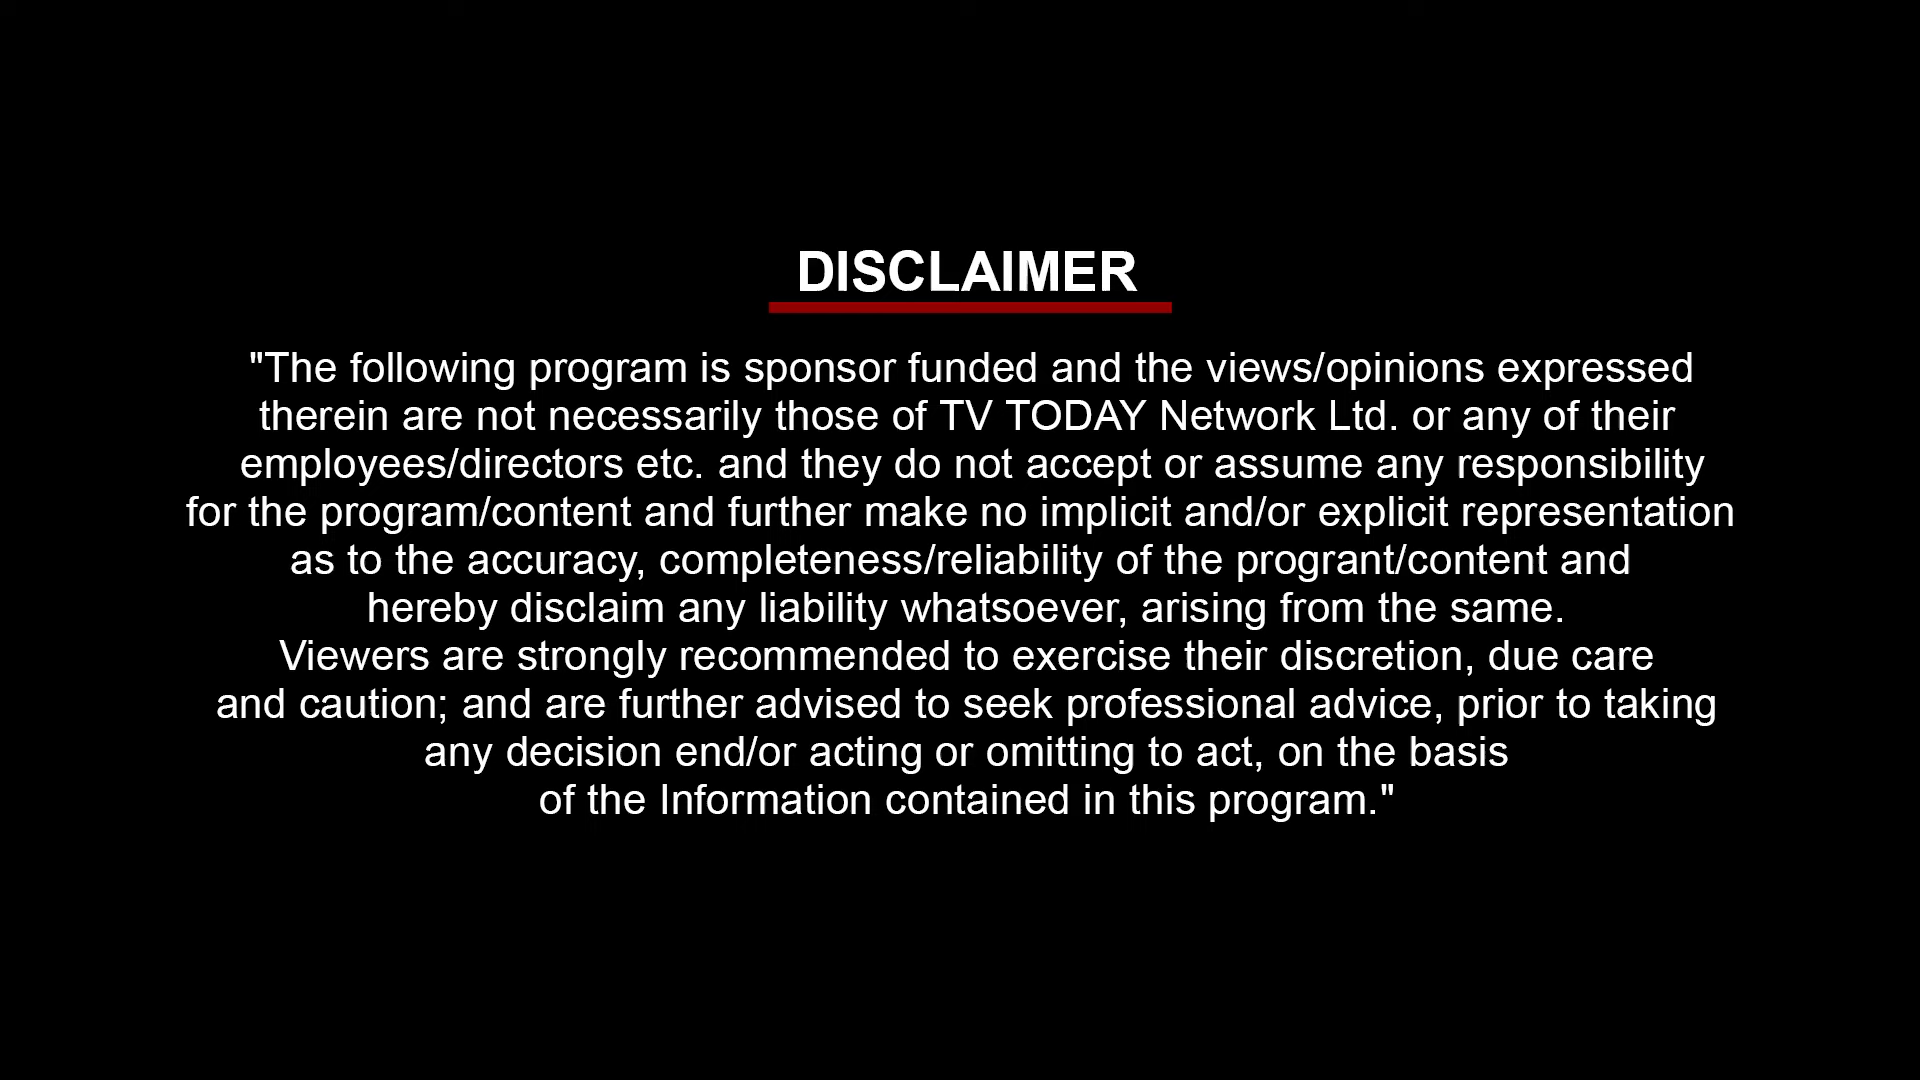 DISCLAIMER
"The following program is sponsor funded and the views/opinions expressed
therein are not necessarily those of TV TODAY Network Ltd. or any of their
employees/directors etc. and they do not accept or assume any responsibility
for the program/content and further make no implicit and/or explicit representation
as to the accuracy, completeness/reliability of the progrant/content and
hereby disclaim any liability whatsoever, arising from the same.
Viewers are strongly recommended to exercise their discretion, due care
and caution; and are further advised to seek professional advice, prior to taking
any decision end/or acting or omitting to act, on the basis
of the Information contained in this program."